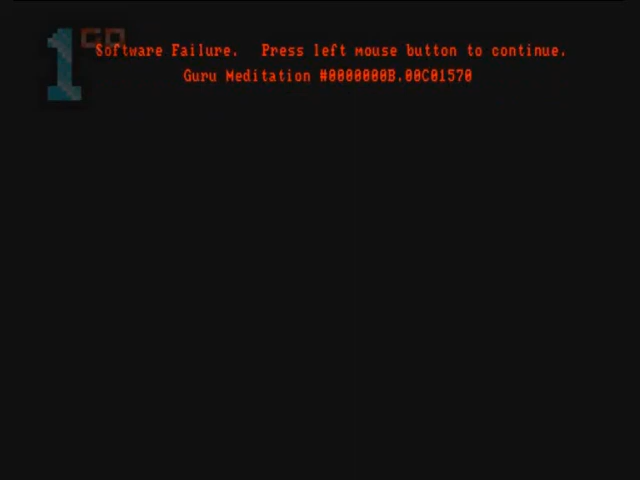 Software Failure.   Press left mouse button to continue.
Guru Meditation #0000000B.00C01570